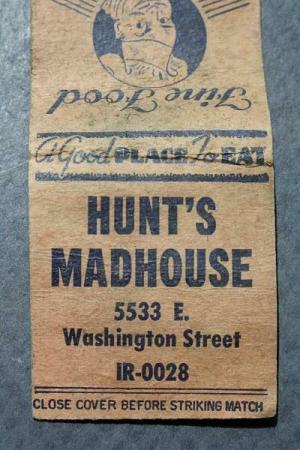 Fine Food
A Good PLACE To EAT
HUNT'S
MADHOUSE
5533 E.
Washington Street
IR-0028
CLOSE COVER BEFORE STRIKING MATCH